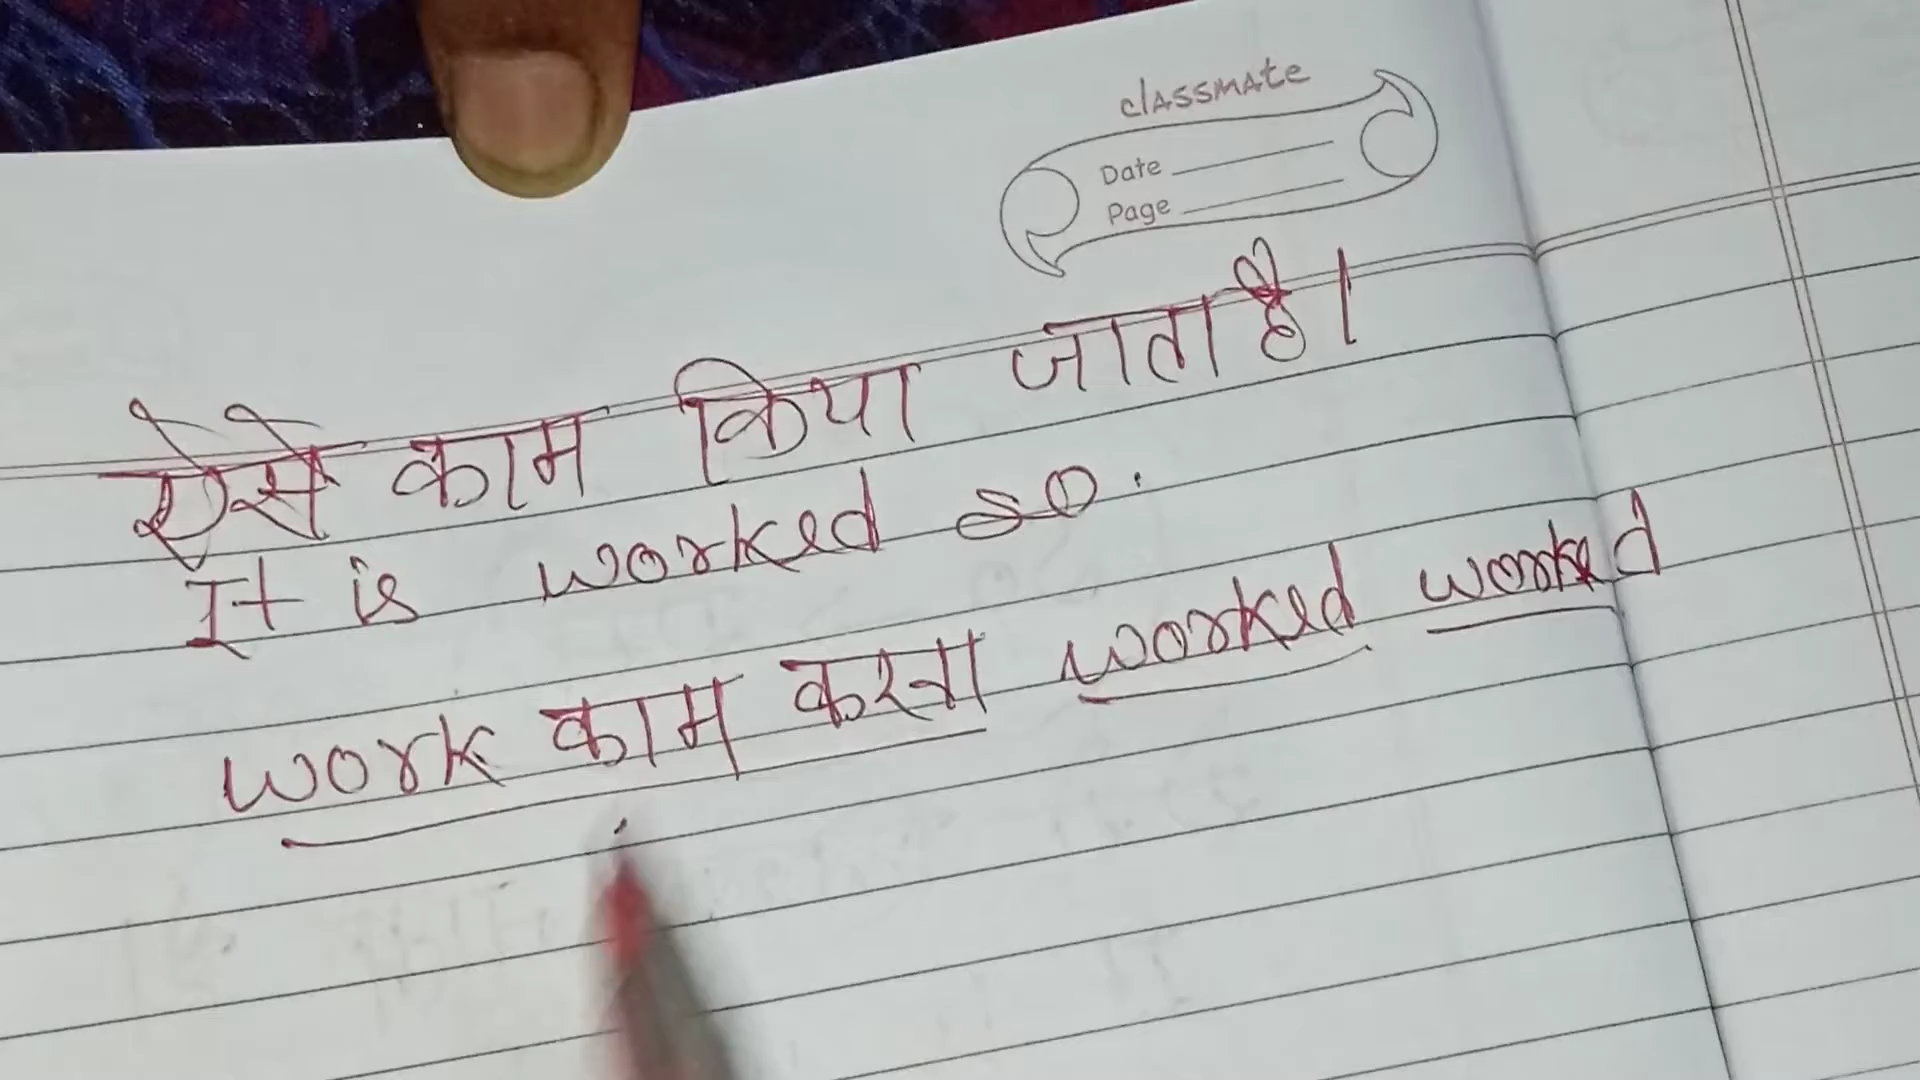 classmate
Date
Page
ऐसे काम किया जाता है।
It is worked so.
work काम करना worked worked